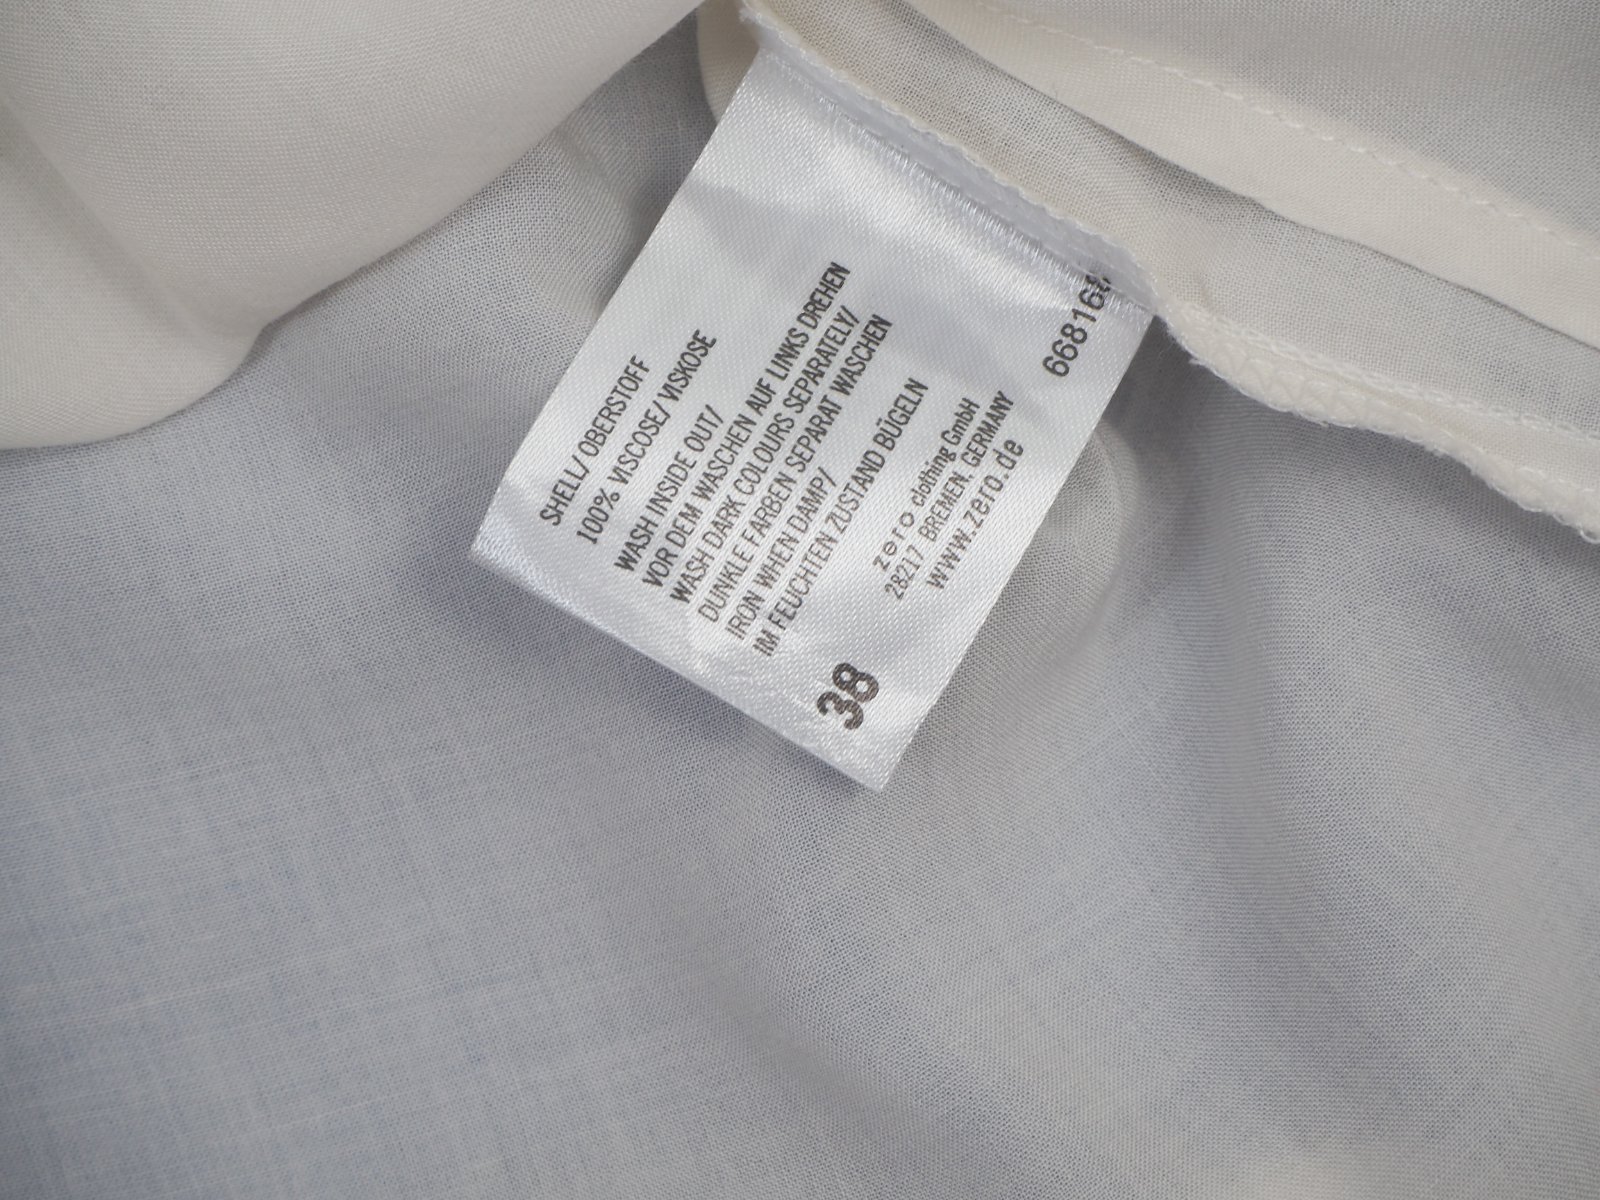 SHELL/ OBERSTOFF
100% VISCOSE/ VISKOSE
WASH INSIDE OUT/
VOR DEM WASCHEN AUF LINKS DREHEN
WASH DARK COLOURS SEPARATELY/
DUNKLE FARBEN SEPARAT WASCHEN
IRON WHEN DAMP/
IM FEUCHTEN ZUSTAND BÜGELN
zero clothing GmbH
28217 BREMEN, GERMANY
www.zero.de
38